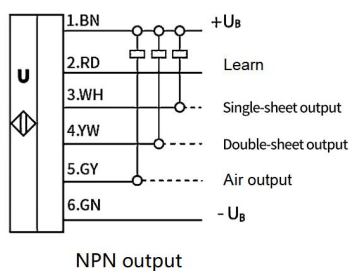 1.BN
+UB
2.RD
Learn
U
3.WH
Single-sheet output
4.YW
Double-sheet output
5.GY
Air output
6.GN
- UB
NPN output